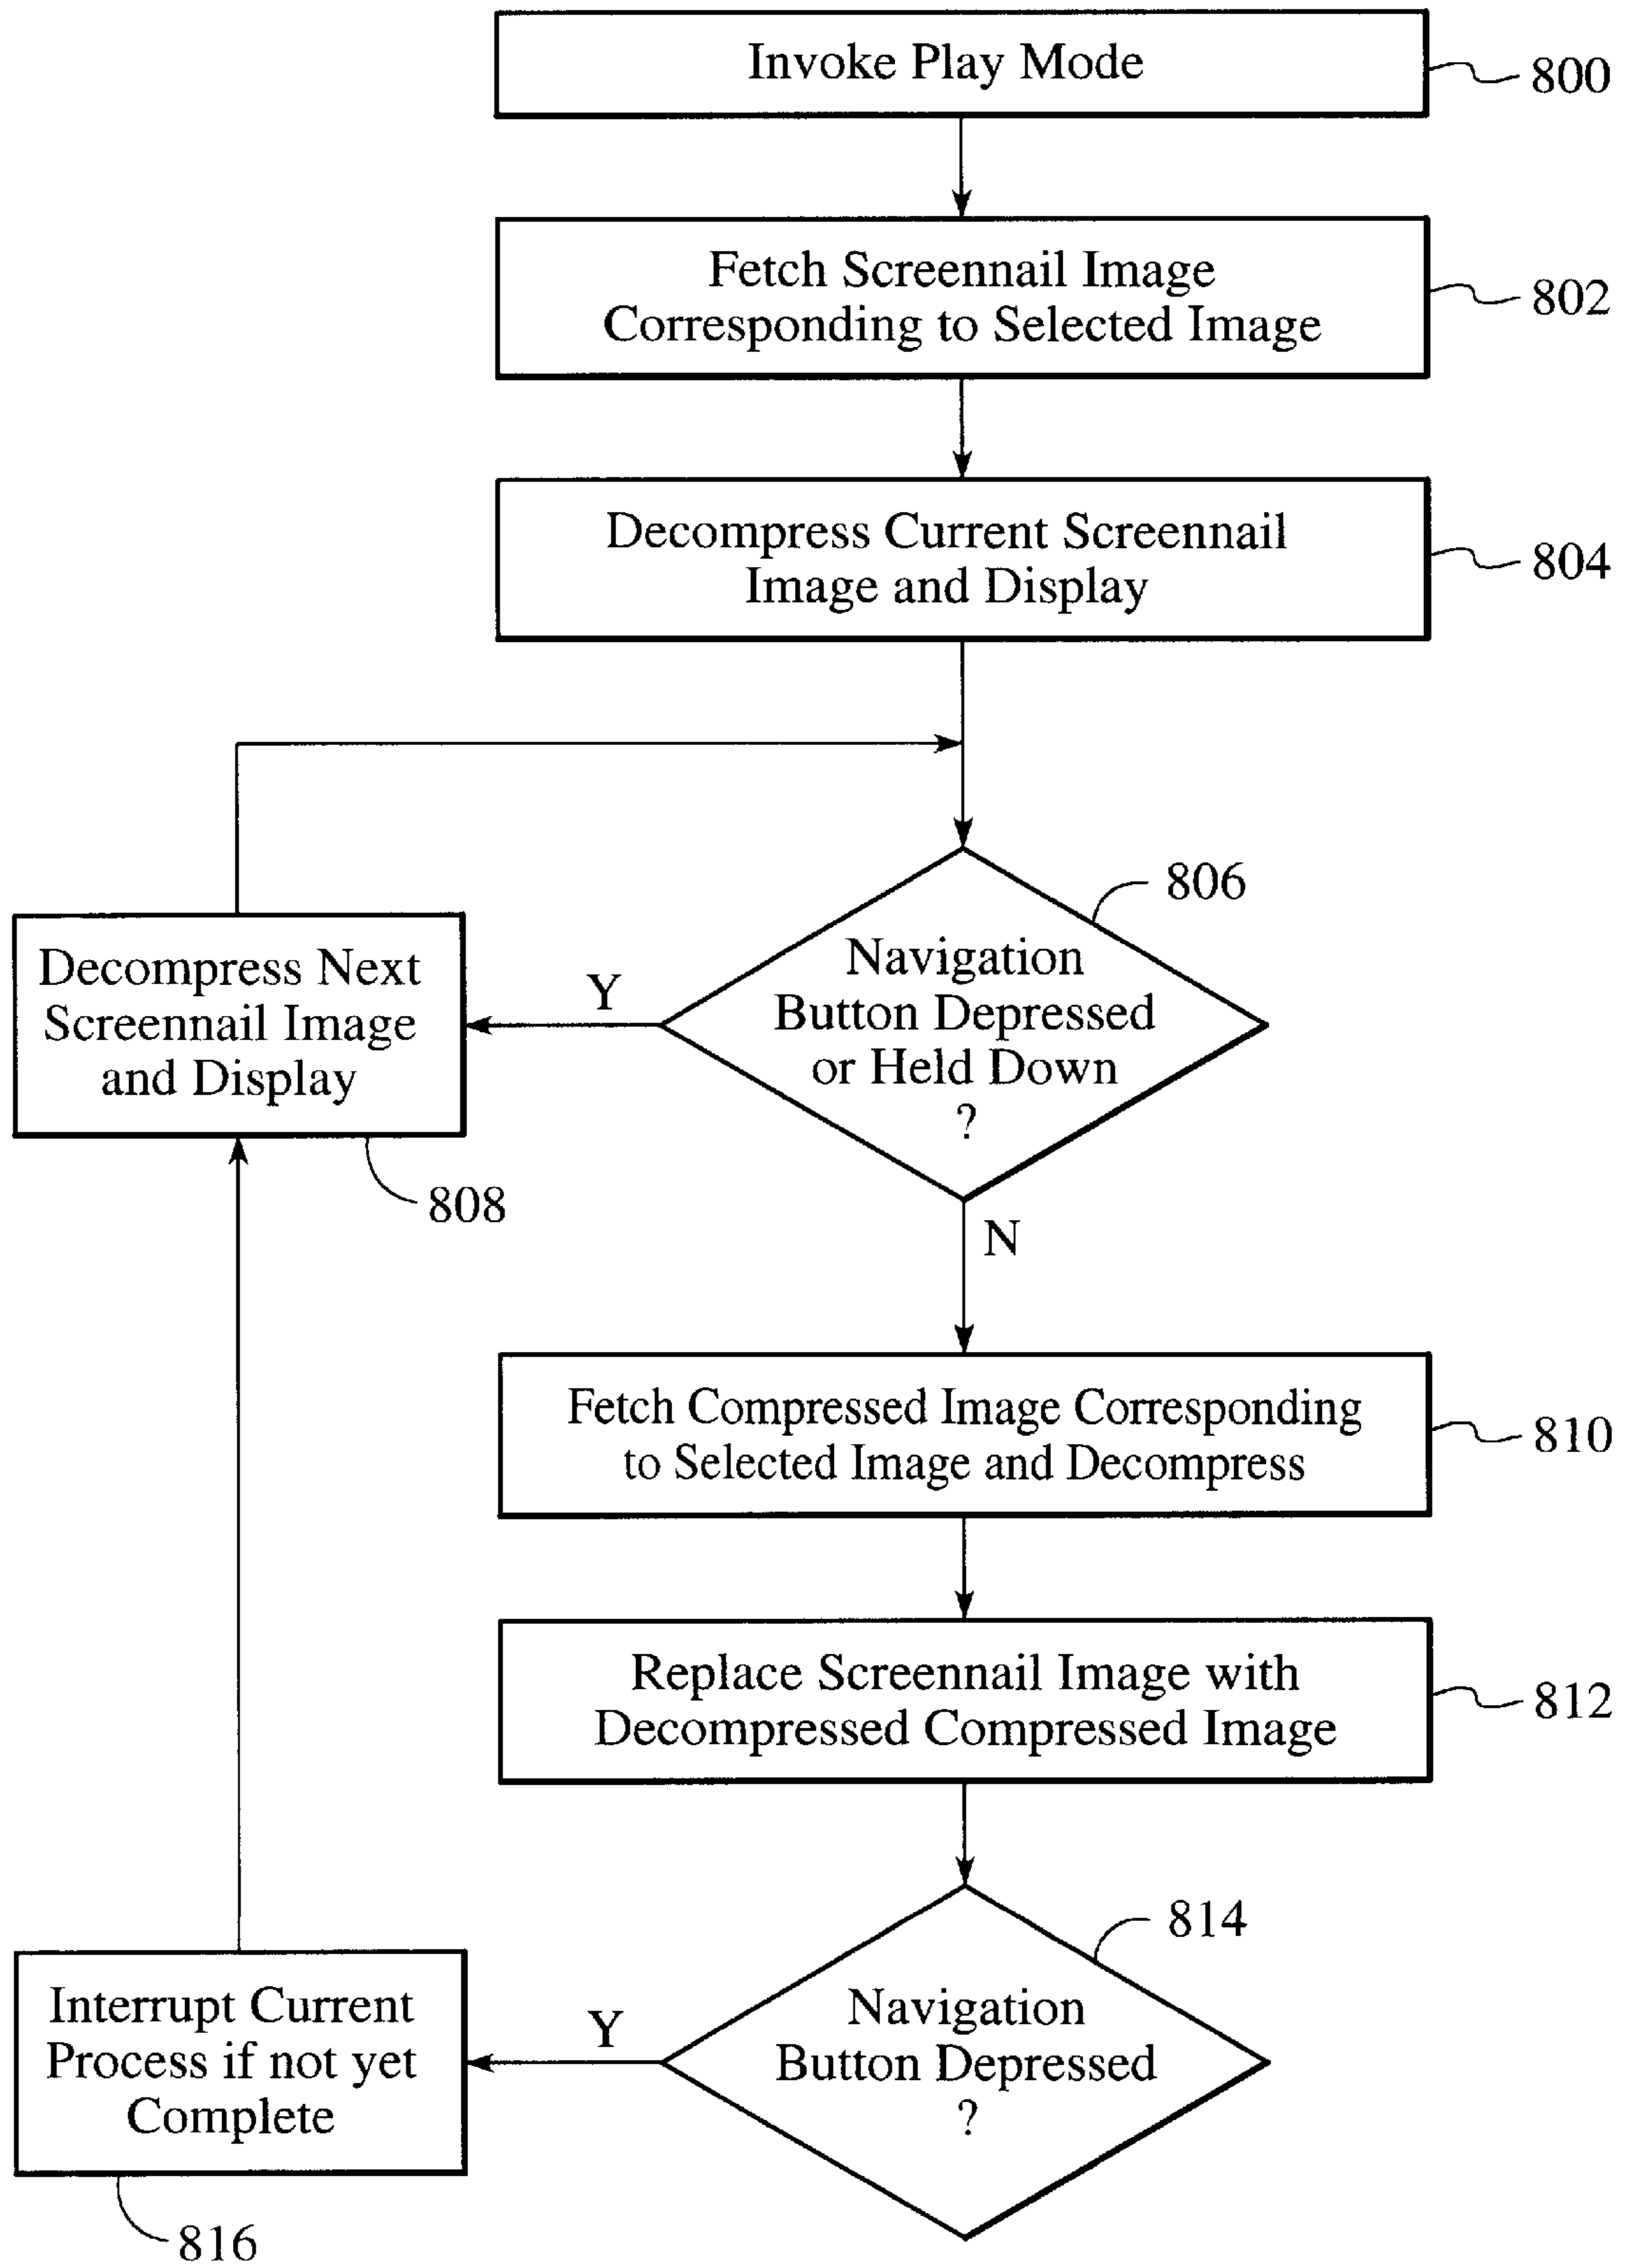 Invoke Play Mode
800
Fetch Screennail Image
Corresponding to Selected Image
802
Decompress Current Screennail
Image and Display
804
806
Navigation
Button Depressed
or Held Down
?
Y
Decompress Next
Screennail Image
and Display
808
N
Fetch Compressed Image Corresponding
to Selected Image and Decompress
810
Replace Screennail Image with
Decompressed Compressed Image
812
814
Navigation
Button Depressed
?
Y
Interrupt Current
Process if not yet
Complete
816